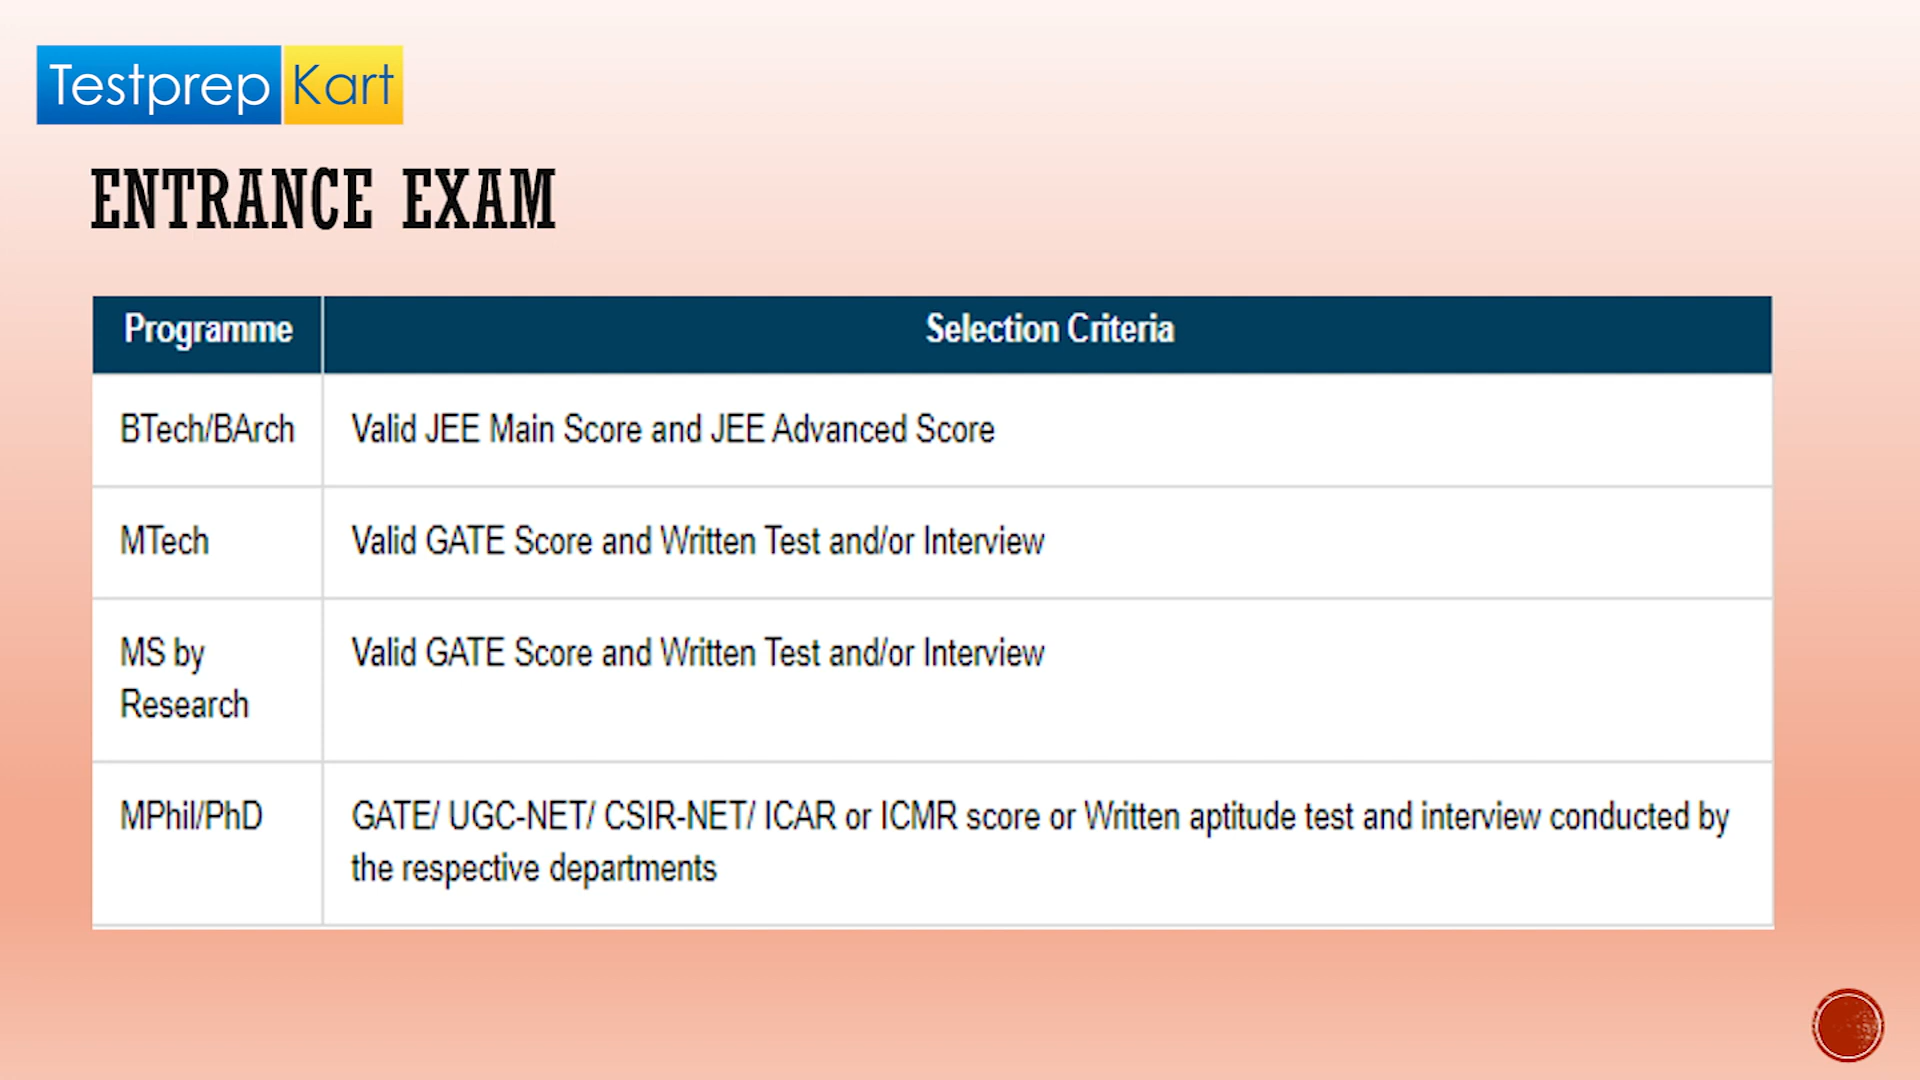 Testprep Kart
ENTRANCE EXAM
Programme Selection Criteria
BTech/BArch Valid JEE Main Score and JEE Advanced Score
MTech Valid GATE Score and Written Test and/or Interview
MS by Valid GATE Score and Written Test and/or Interview
Research
MPhil/PhD GATE/ UGC-NET/ CSIR-NET/ ICAR or ICMR score or Written aptitude test and interview conducted by
the respective departments